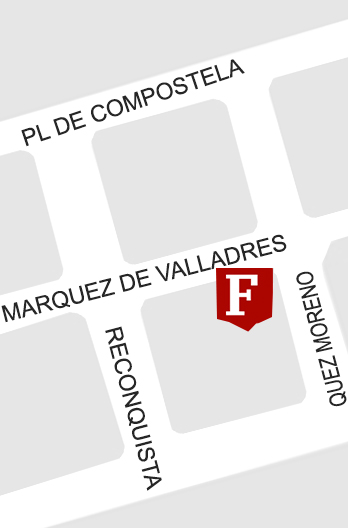 PL DE COMPOSTELA
MARQUEZ DE VALLADRES
F
RECONQUISTA
QUEZ MORENO